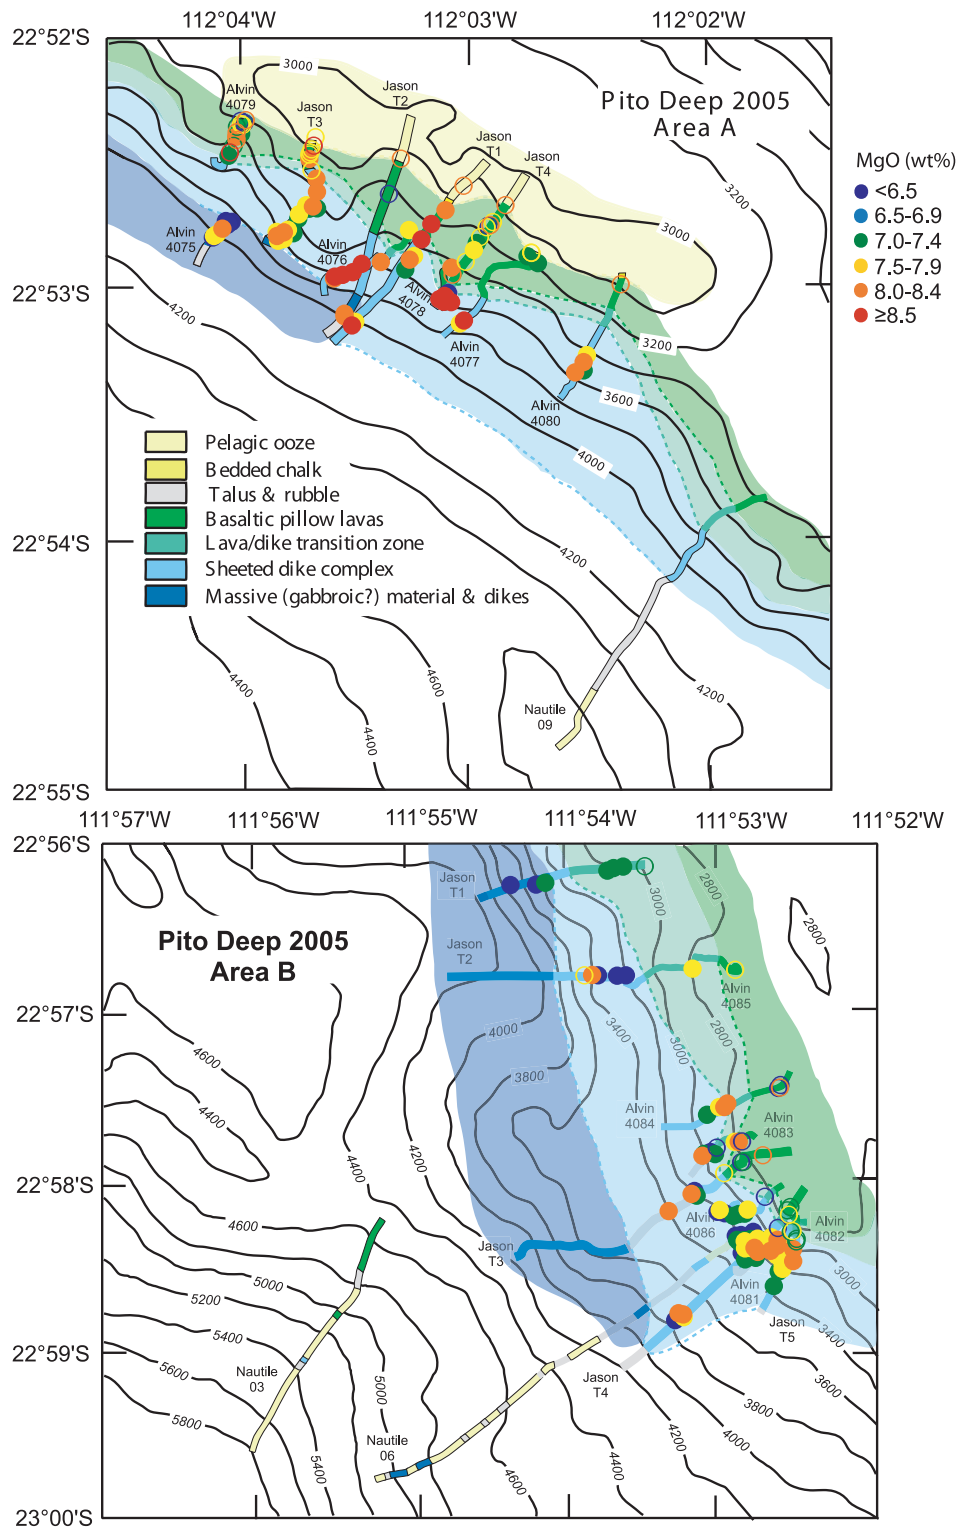 112°04'W
112°03'W
112°02'W
22°52'S
3000
Alvin
4079
Jason
T3
Jason
T2
Jason
T1
Jason
T4
Pito Deep 2005
Area A
MgO (wt%)
<6.5
6.5-6.9
7.0-7.4
7.5-7.9
8.0-8.4
≥8.5
3200
3000
Alvin
4075
Alvin
4076
Alvin
4078
22°53'S
4200
Alvin
4077
3200
3600
Alvin
4080
4000
Pelagic ooze
Bedded chalk
Talus & rubble
Basaltic pillow lavas
Lava/dike transition zone
Sheeted dike complex
Massive (gabbroic?) material & dikes
22°54'S
4200
4400
4600
4200
4400
Nautile
09
22°55'S
111°57'W
111°56'W
111°55'W
111°54'W
111°53'W
111°52'W
22°56'S
Jason
T1
2800
3000
2800
Pito Deep 2005
Area B
Jason
T2
Alvin
4085
22°57'S
4000
3400
2800
3000
4600
3800
4400
Alvin
4084
Alvin
4083
4200
4400
22°58'S
4600
Alvin
4086
Alvin
4082
Jason
T3
5000
5200
Alvin
4081
3000
5400
Jason
T5
3400
22°59'S
5600
Nautile
03
5000
Jason
T4
3600
5800
3800
4200
4000
Nautile
06
5400
4600
4400
23°00'S